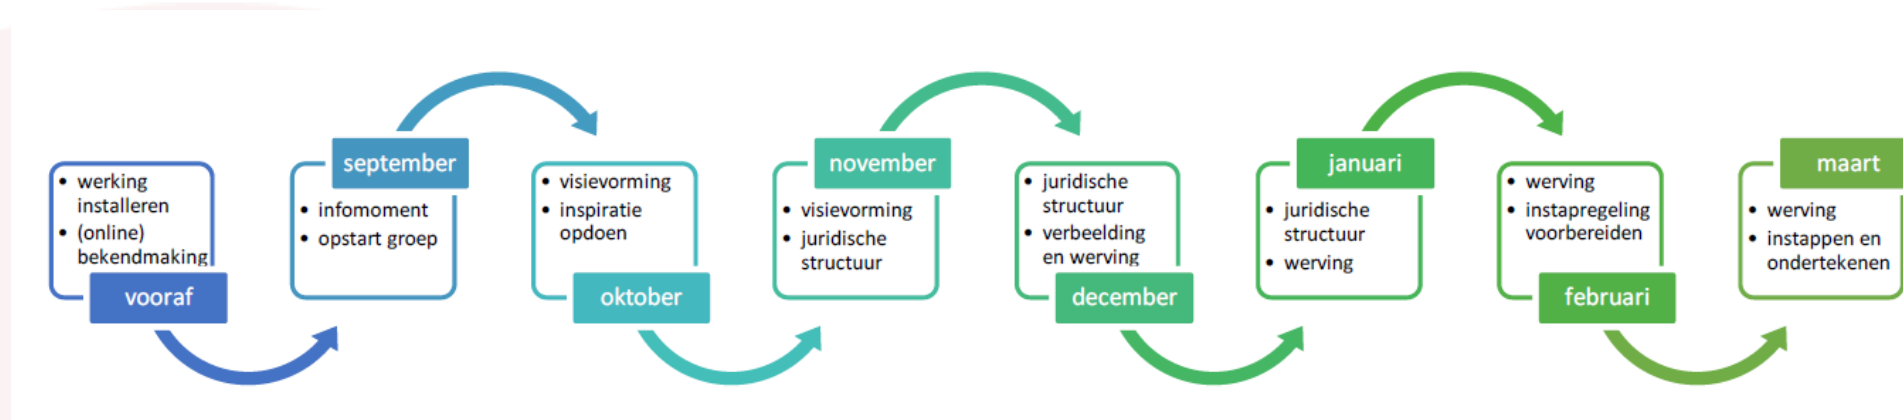 • werking
installeren
• (online)
bekendmaking
vooraf
september
• infomoment
• opstart groep
• visievorming
• inspiratie
opdoen
oktober
november
• visievorming
• juridische
structuur
• juridische
structuur
• verbeelding
en werving
december
januari
• juridische
structuur
• werving
• werving
• instapregeling
voorbereiden
februari
maart
• werving
• instappen en
ondertekenen